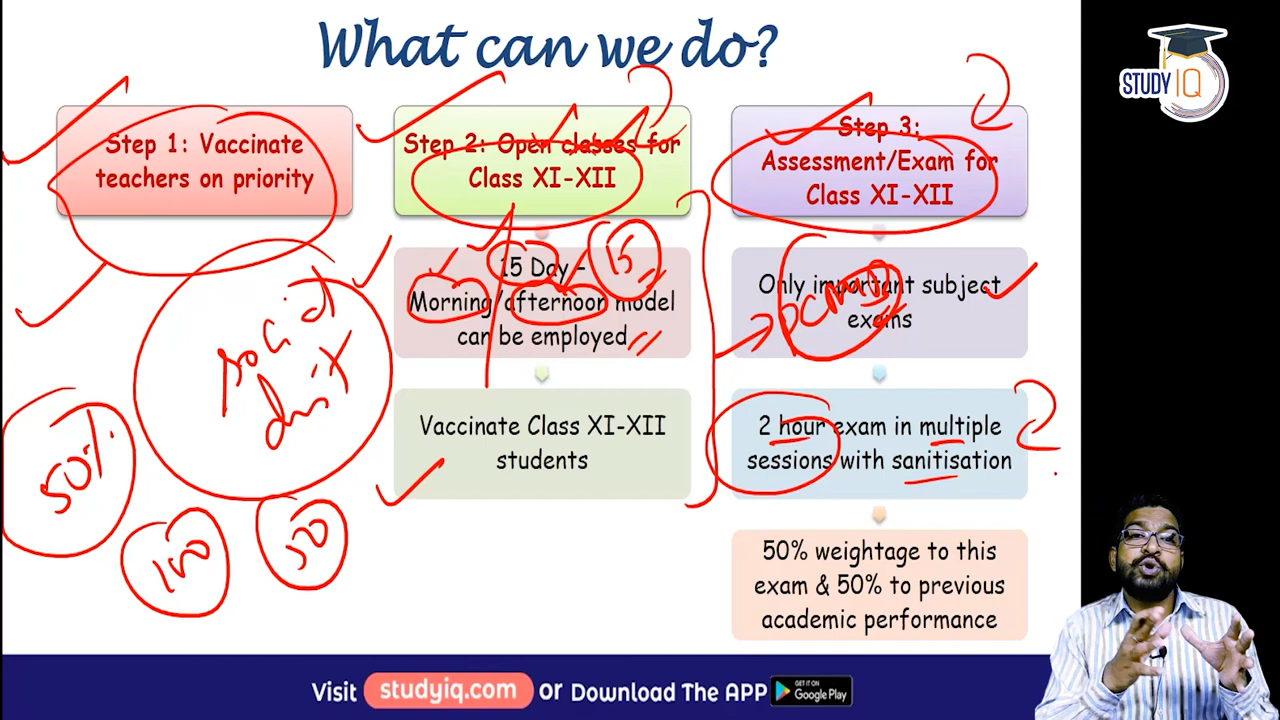 What can we do?
STUDY IQ
Step 1: Vaccinate
teachers on priority
Step 2: Open classes for
Class XI-XII
15 Day -
Morning/afternoon model
can be employed
Vaccinate Class XI-XII
students
Step 3:
Assessment/Exam for
Class XI-XII
Only important subject
exams
2 hour exam in multiple
sessions with sanitisation
50% weightage to this
exam & 50% to previous
academic performance
15
50%
100
Visit studyiq.com OR Download The APP GET IT ON
Google Play